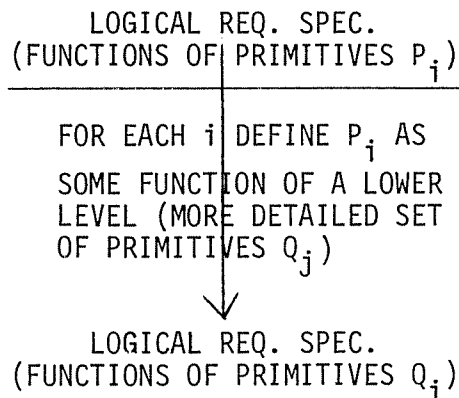 LOGICAL REQ. SPEC.
(FUNCTIONS OF PRIMITIVES Pi)
FOR EACH i DEFINE Pi AS
SOME FUNCTION OF A LOWER
LEVEL (MORE DETAILED SET
OF PRIMITIVES Qj)
LOGICAL REQ. SPEC.
(FUNCTIONS OF PRIMITIVES Qi)